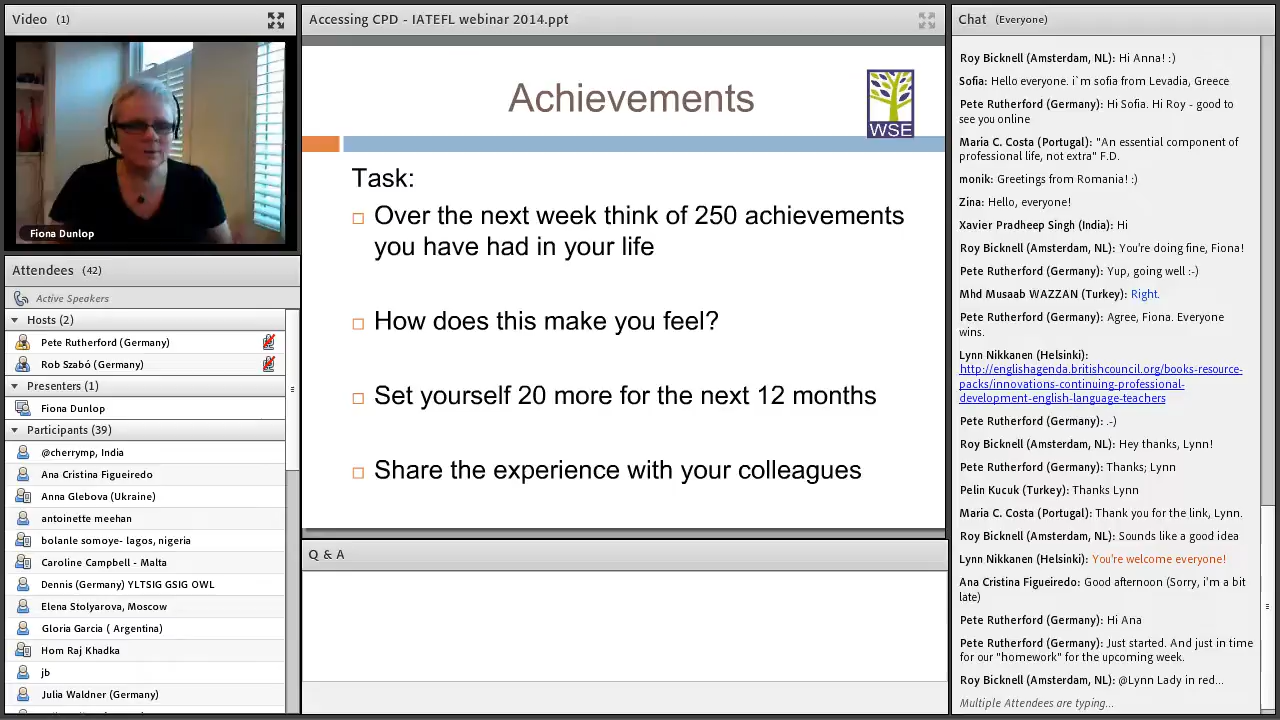 Video (1)
Fiona Dunlop
Attendees (42)
Active Speakers
Hosts (2)
Pete Rutherford (Germany)
Rob Szabó (Germany)
Presenters (1)
Fiona Dunlop
Participants (39)
@cherrymp, India
Ana Cristina Figueiredo
Anna Glebova (Ukraine)
antoinette meehan
bolanle somoye- lagos, nigeria
Caroline Campbell - Malta
Dennis (Germany) YLTSIG GSIG OWL
Elena Stolyarova, Moscow
Gloria Garcia ( Argentina)
Hom Raj Khadka
jb
Julia Waldner (Germany)
Accessing CPD - IATEFL webinar 2014.ppt
Achievements
WSE
Task:
Over the next week think of 250 achievements
you have had in your life
How does this make you feel?
Set yourself 20 more for the next 12 months
Share the experience with your colleagues
Q & A
Chat (Everyone)
Roy Bicknell (Amsterdam, NL): Hi Anna! :)
Sofia: Hello everyone. i`m sofia from Levadia, Greece
Pete Rutherford (Germany): Hi Sofia. Hi Roy - good to
see you online
Maria C. Costa (Portugal): "An essential component of
professional life, not extra" F.D.
monik: Greetings from Romania! :)
Zina: Hello, everyone!
Xavier Pradheep Singh (India): Hi
Roy Bicknell (Amsterdam, NL): You're doing fine, Fiona!
Pete Rutherford (Germany): Yup, going well :-)
Mhd Musaab WAZZAN (Turkey): Right.
Pete Rutherford (Germany): Agree, Fiona. Everyone
wins.
Lynn Nikkanen (Helsinki):
http://englishagenda.britishcouncil.org/books-resource-
packs/innovations-continuing-professional-
development-english-language-teachers
Pete Rutherford (Germany): .-)
Roy Bicknell (Amsterdam, NL): Hey thanks, Lynn!
Pete Rutherford (Germany): Thanks; Lynn
Pelin Kucuk (Turkey): Thanks Lynn
Maria C. Costa (Portugal): Thank you for the link, Lynn.
Roy Bicknell (Amsterdam, NL): Sounds like a good idea
Lynn Nikkanen (Helsinki): You're welcome everyone!
Ana Cristina Figueiredo: Good afternoon (Sorry, i'm a bit
late)
Pete Rutherford (Germany): Hi Ana
Pete Rutherford (Germany): Just started. And just in time
for our "homework" for the upcoming week.
Roy Bicknell (Amsterdam, NL): @Lynn Lady in red...
Multiple Attendees are typing...